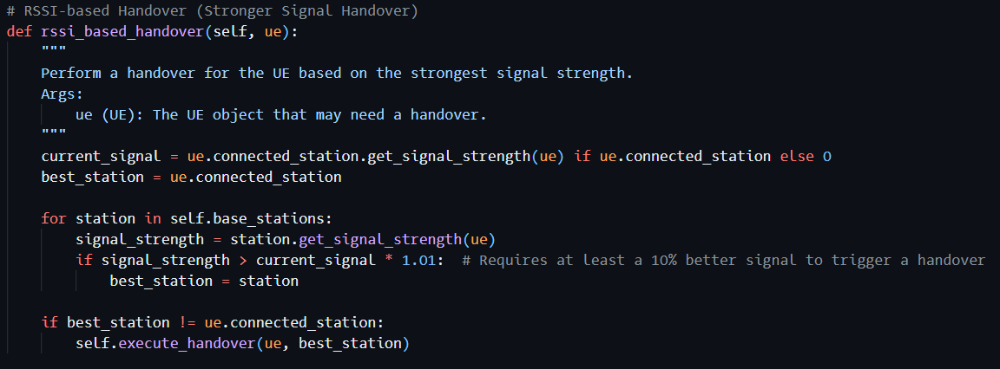 # RSSI-based Handover (Stronger Signal Handover)
def rssi_based_handover(self, ue):
    """
    Perform a handover for the UE based on the strongest signal strength.
    Args:
        ue (UE): The UE object that may need a handover.
    """
    current_signal = ue.connected_station.get_signal_strength(ue) if ue.connected_station else 0
    best_station = ue.connected_station

    for station in self.base_stations:
        signal_strength = station.get_signal_strength(ue)
        if signal_strength > current_signal * 1.01:  # Requires at least a 10% better signal to trigger a handover
            best_station = station

    if best_station != ue.connected_station:
        self.execute_handover(ue, best_station)